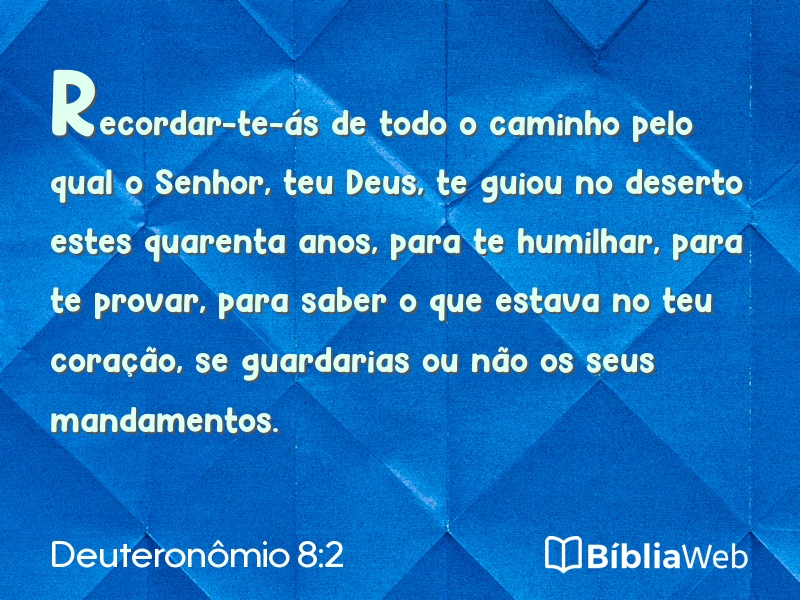 Recordar-te-ás de todo o caminho pelo
qual o Senhor, teu Deus, te guiou no deserto
estes quarenta anos, para te humilhar, para
te provar, para saber o que estava no teu
coração, se guardarias ou não os seus
mandamentos.
Deuteronômio 8:2
BíbliaWeb